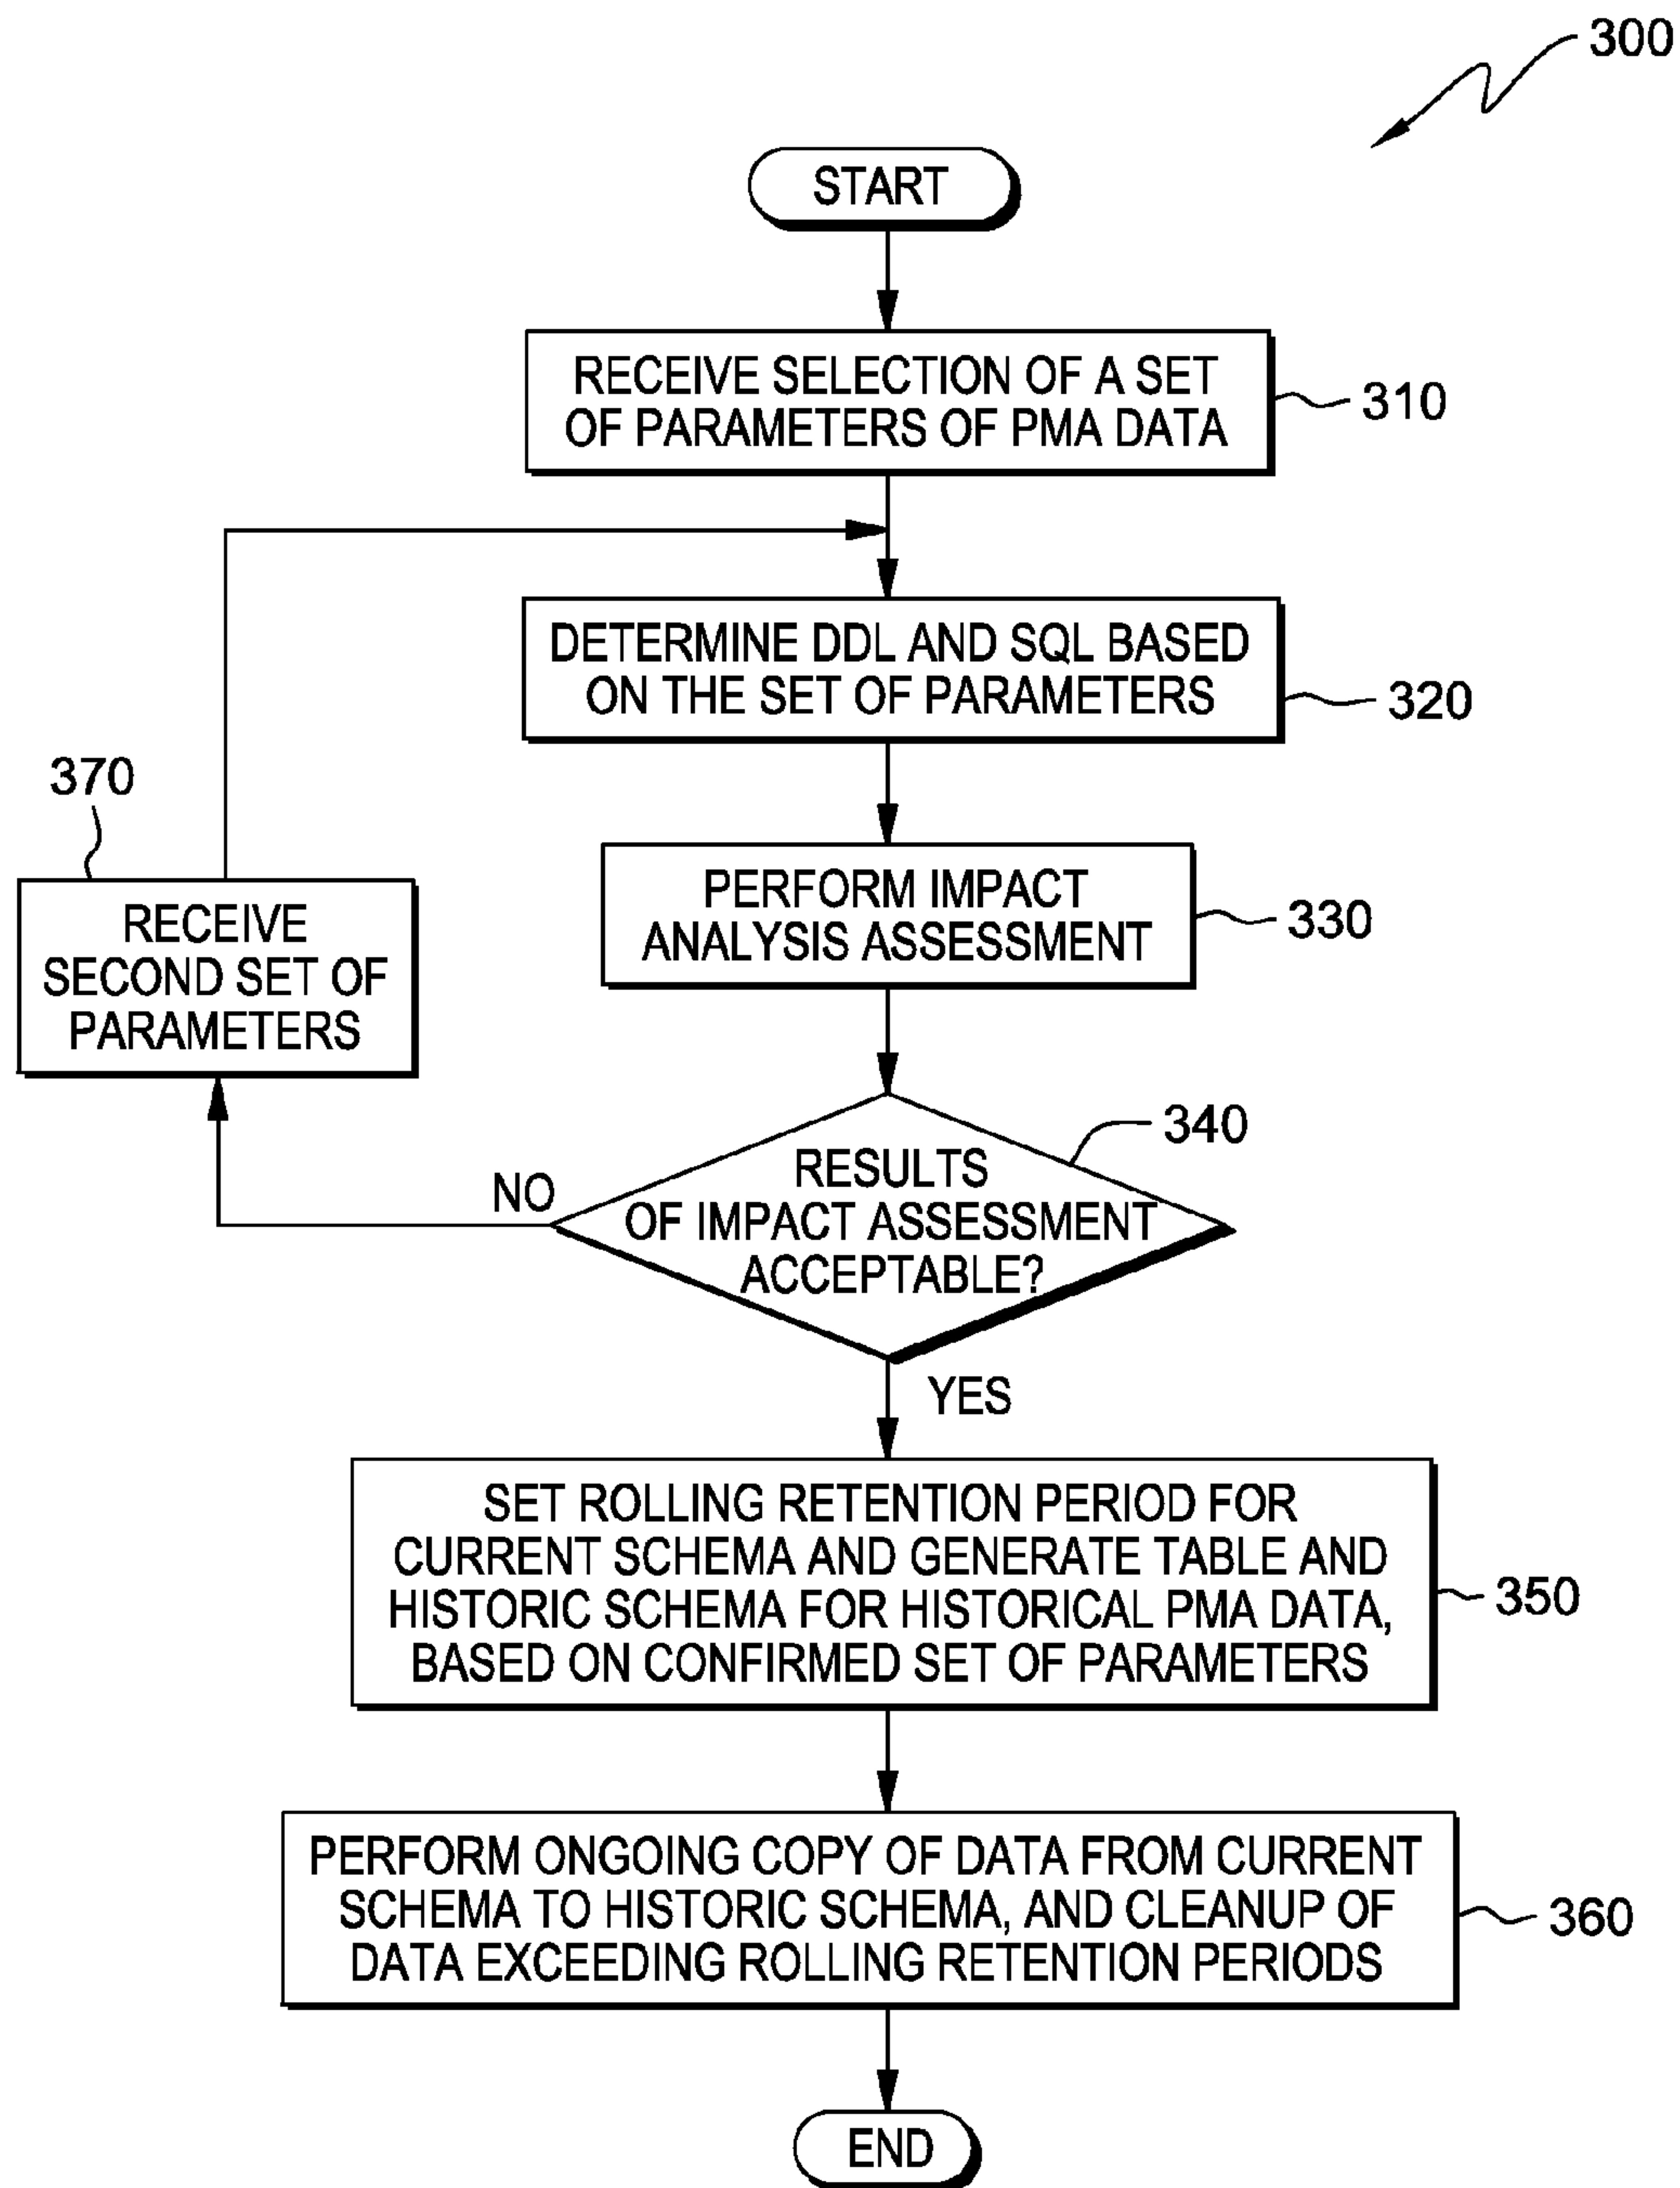 300
START
RECEIVE SELECTION OF A SET
OF PARAMETERS OF PMA DATA
310
DETERMINE DDL AND SQL BASED
ON THE SET OF PARAMETERS
320
370
RECEIVE
SECOND SET OF
PARAMETERS
PERFORM IMPACT
ANALYSIS ASSESSMENT
330
340
RESULTS
OF IMPACT ASSESSMENT
ACCEPTABLE?
NO
YES
SET ROLLING RETENTION PERIOD FOR
CURRENT SCHEMA AND GENERATE TABLE AND
HISTORIC SCHEMA FOR HISTORICAL PMA DATA,
BASED ON CONFIRMED SET OF PARAMETERS
350
PERFORM ONGOING COPY OF DATA FROM CURRENT
SCHEMA TO HISTORIC SCHEMA, AND CLEANUP OF
DATA EXCEEDING ROLLING RETENTION PERIODS
360
END